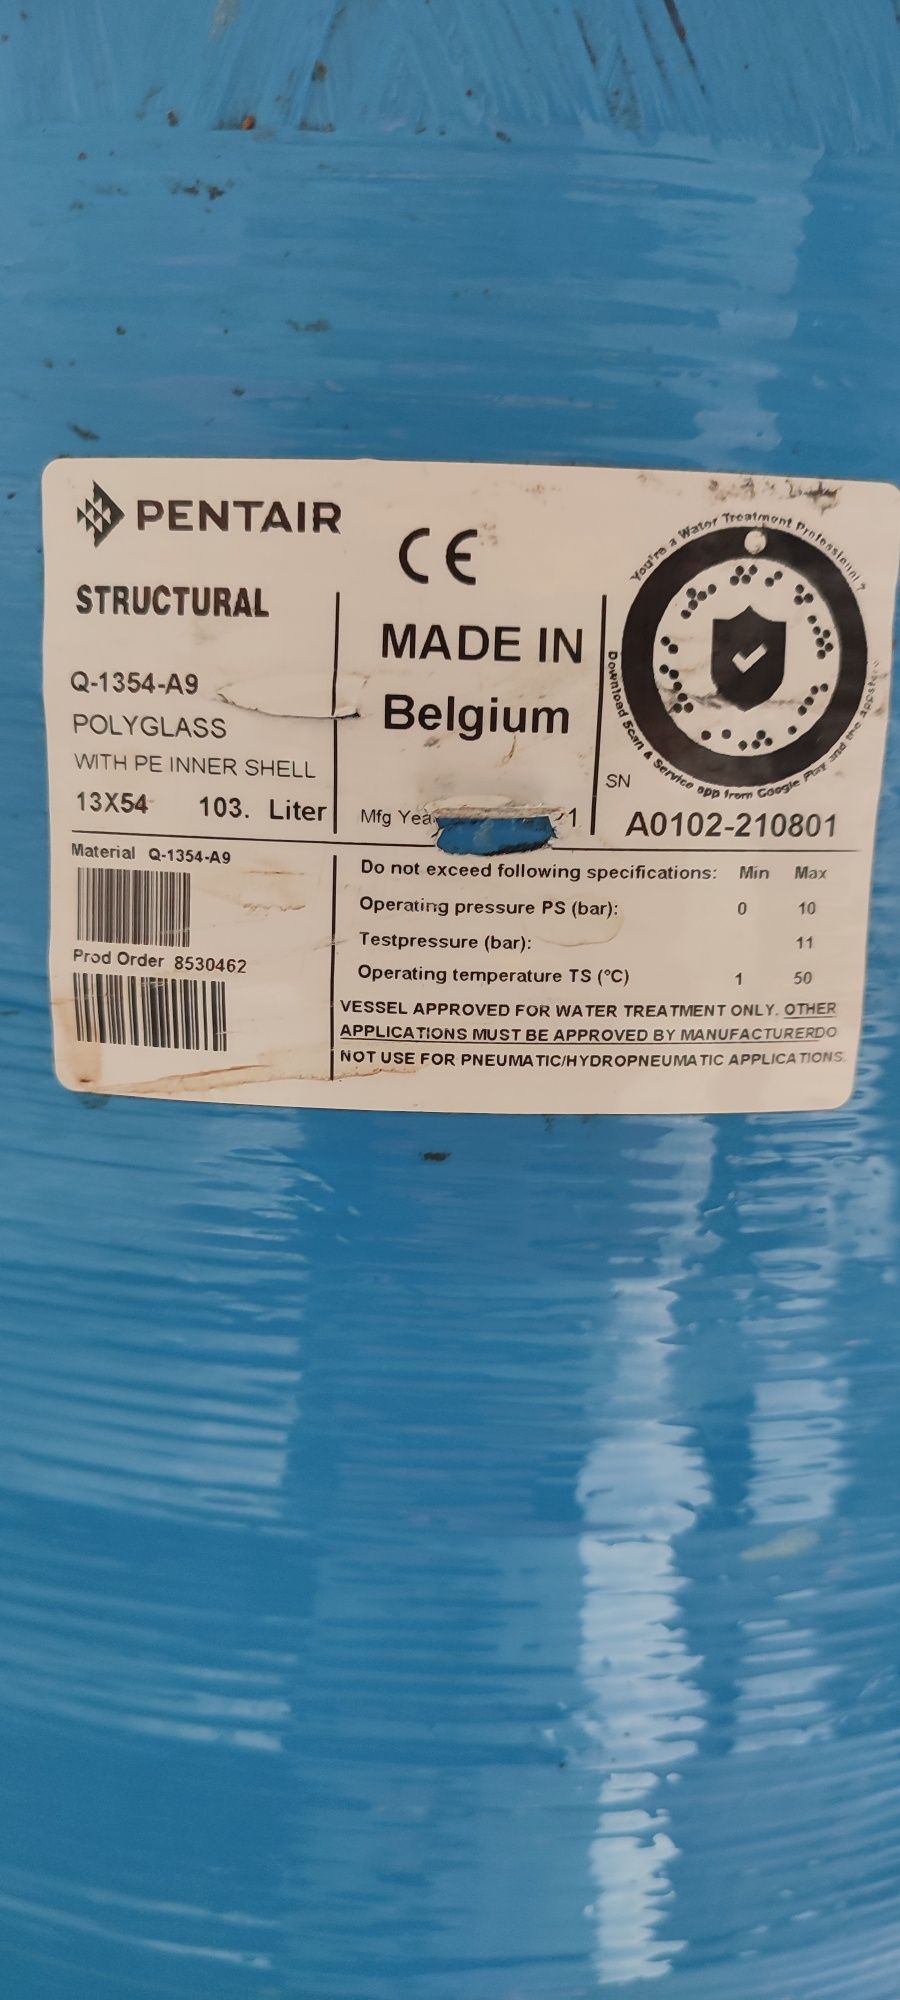 PENTAIR
CE
STRUCTURAL
Q-1354-A9
POLYGLASS
WITH PE INNER SHELL
13X54 103. Liter
MADE IN
Belgium
Mfg Yea 1
You're a Water Treatment Professional?
Download Scan & Service app from Google Play and the appstore
SN
A0102-210801
Material Q-1354-A9
Prod Order 8530462
Do not exceed following specifications: Min Max
Operating pressure PS (bar): 0 10
Testpressure (bar): 11
Operating temperature TS (°C) 1 50
VESSEL APPROVED FOR WATER TREATMENT ONLY. OTHER
APPLICATIONS MUST BE APPROVED BY MANUFACTURERDO
NOT USE FOR PNEUMATIC/HYDROPNEUMATIC APPLICATIONS.